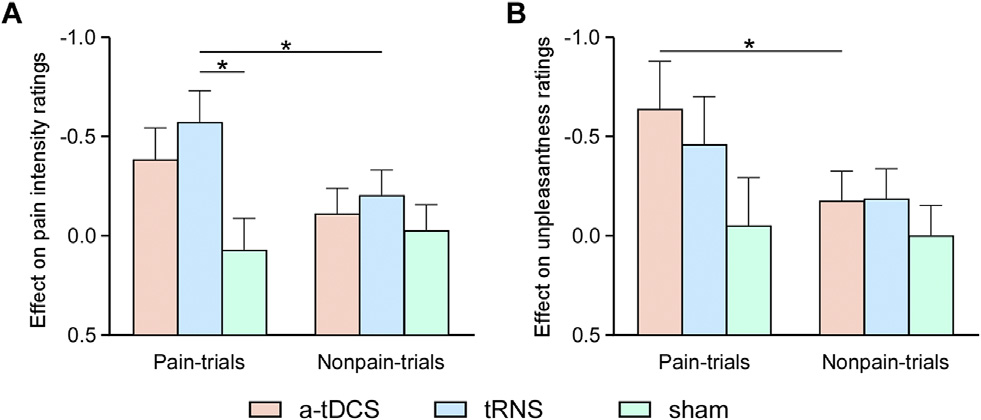 A
Effect on pain intensity ratings
-1.0
-0.5
0.0
0.5
*
*
Pain-trials
Nonpain-trials
B
Effect on unpleasantness ratings
-1.0
-0.5
0.0
0.5
*
Pain-trials
Nonpain-trials
a-tDCS
tRNS
sham